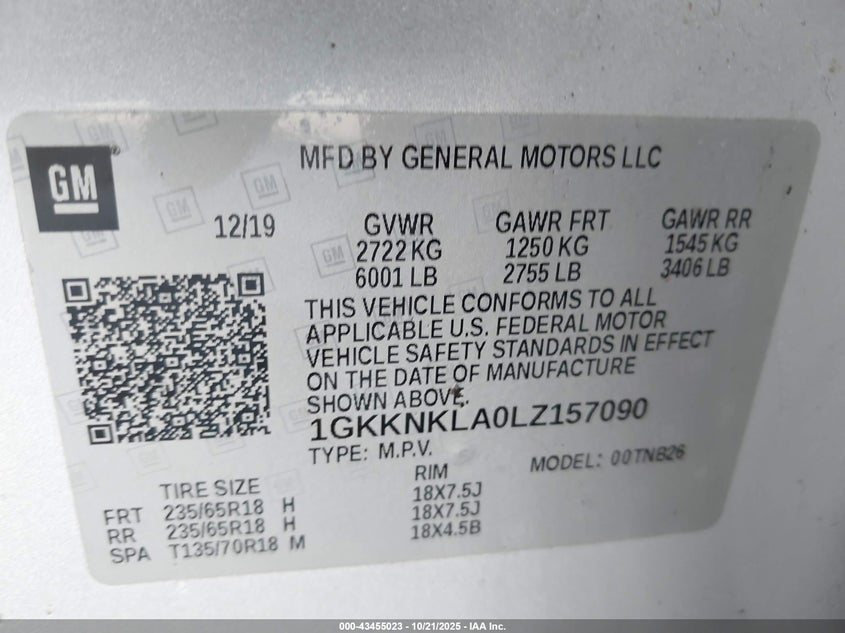 GM
MFD BY GENERAL MOTORS LLC
12/19 GVWR GAWR FRT GAWR RR
2722 KG 1250 KG 1545 KG
6001 LB 2755 LB 3406 LB
THIS VEHICLE CONFORMS TO ALL
APPLICABLE U.S. FEDERAL MOTOR
VEHICLE SAFETY STANDARDS IN EFFECT
ON THE DATE OF MANUFACTURE
SHOWN ABOVE.
1GKKNKLA0LZ157090
TYPE: M.P.V. MODEL: 00TNB26
TIRE SIZE RIM
FRT 235/65R18 H 18X7.5J
RR 235/65R18 H 18X7.5J
SPA T135/70R18 M 18X4.5B
000-43455023 - 10/21/2025 - IAA Inc.